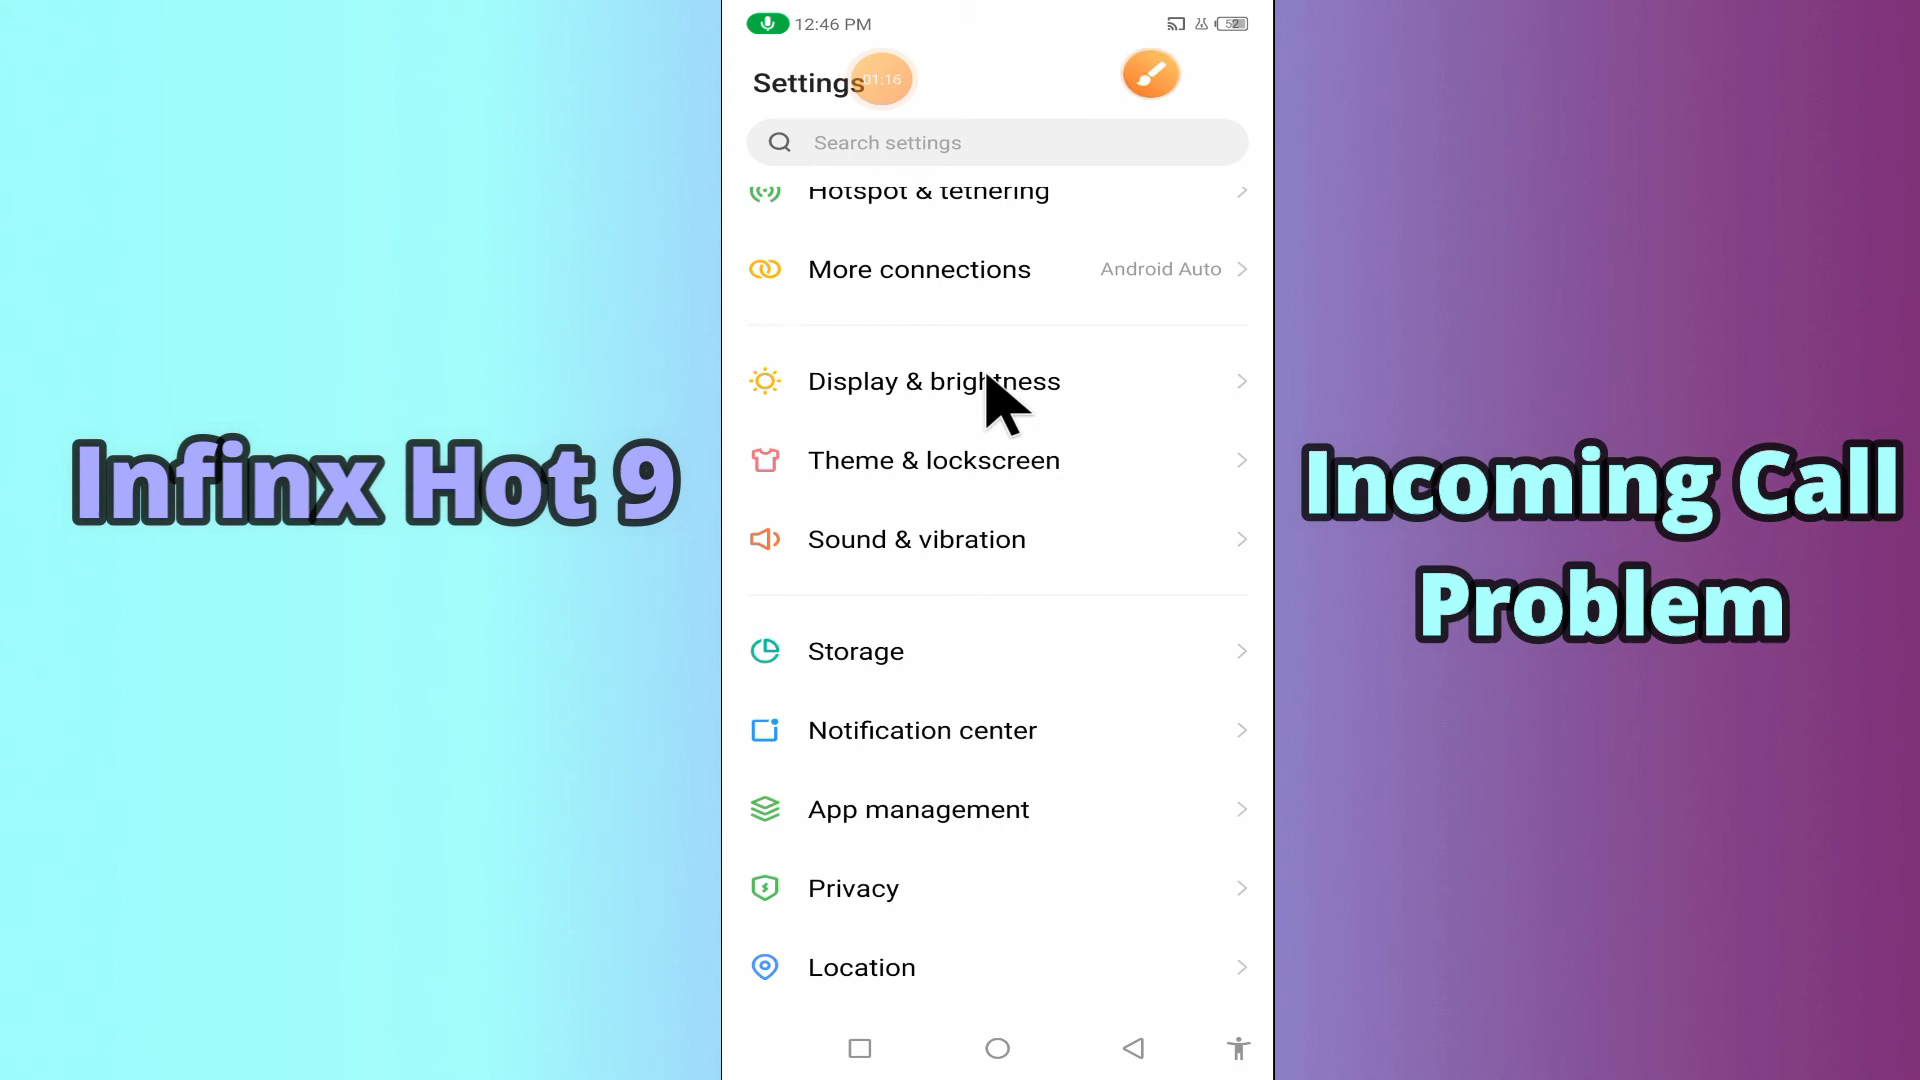 12:46 PM
52
Settings
01:16
Search settings
Hotspot & tethering
More connections
Android Auto
Display & brightness
Theme & lockscreen
Sound & vibration
Storage
Notification center
App management
Privacy
Location
Infinx Hot 9
Incoming Call
Problem